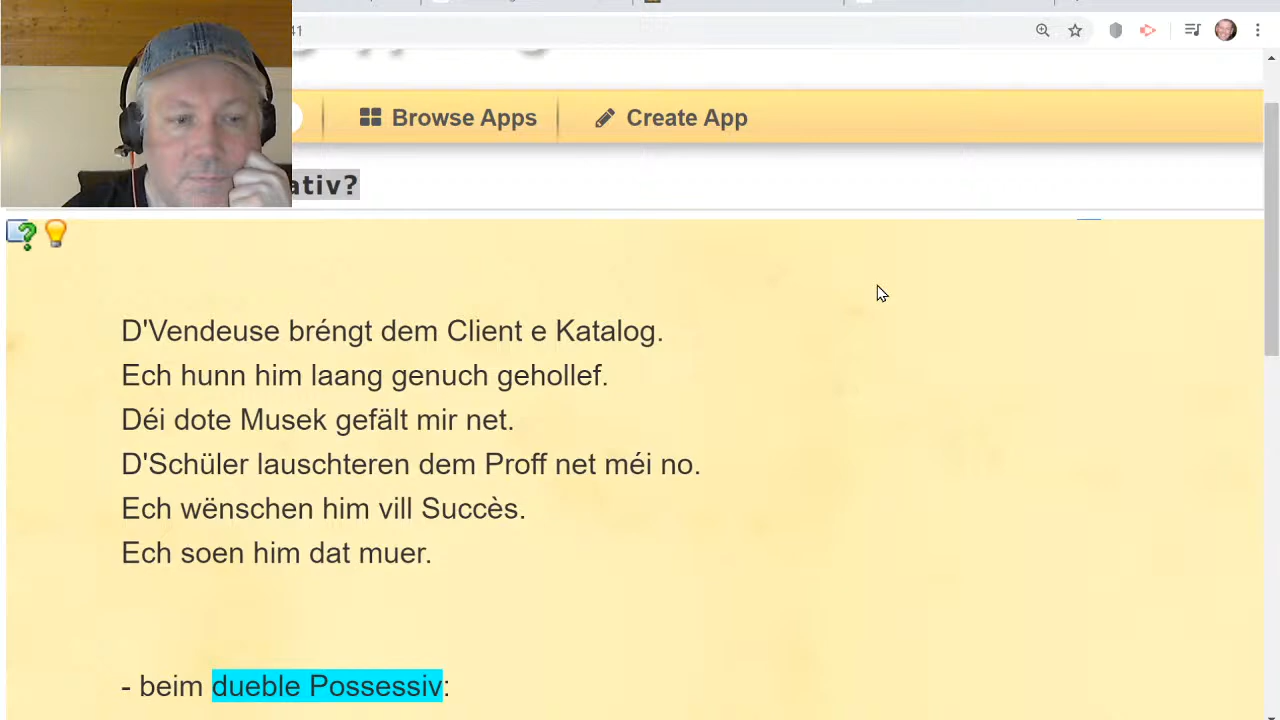 41
Browse Apps
Create App
ativ?
D'Vendeuse bréngt dem Client e Katalog.
Ech hunn him laang genuch gehollef.
Déi dote Musek gefält mir net.
D'Schüler lauschteren dem Proff net méi no.
Ech wënschen him vill Succès.
Ech soen him dat muer.
- beim dueble Possessiv: